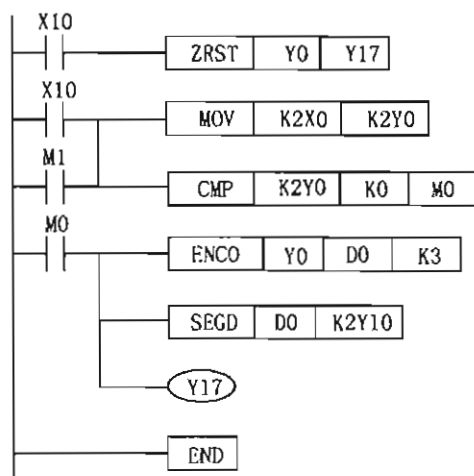 X10
ZRST Y0 Y17
X10
MOV K2X0 K2Y0
M1
CMP K2Y0 K0 M0
M0
ENCO Y0 D0 K3
SEGD D0 K2Y10
Y17
END